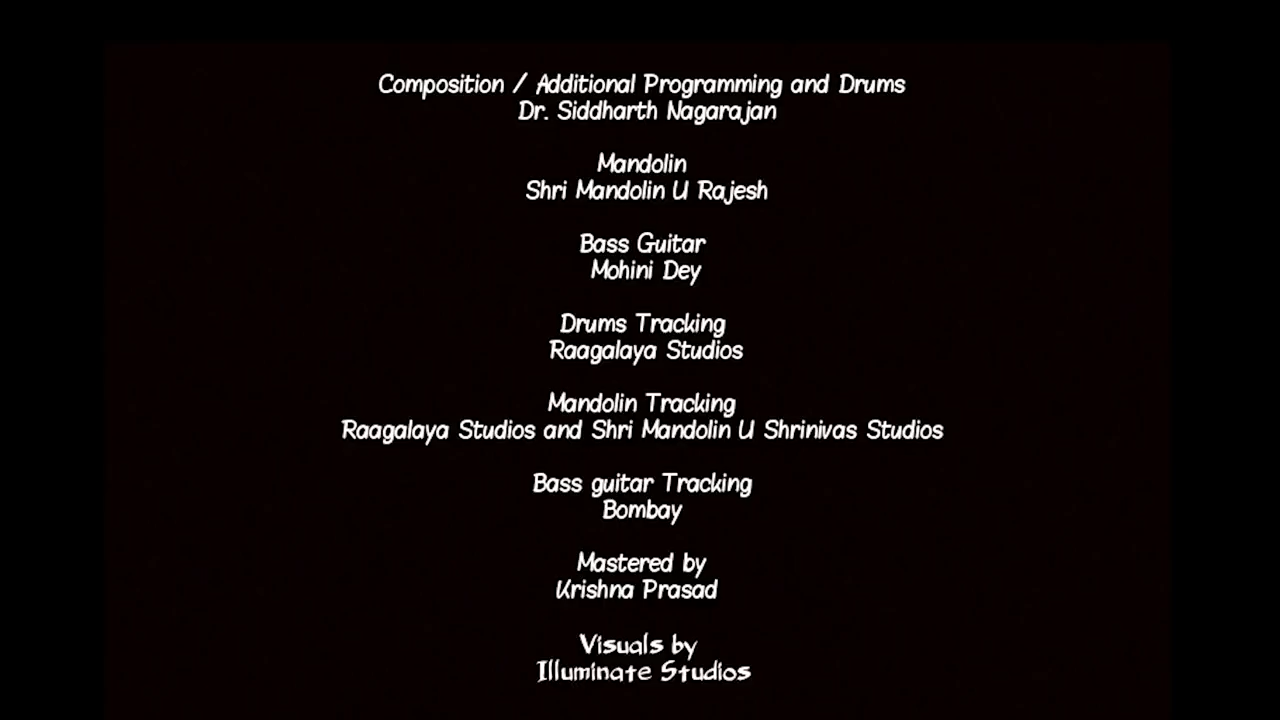 Composition / Additional Programming and Drums
Dr. Siddharth Nagarajan
Mandolin
Shri Mandolin U Rajesh
Bass Guitar
Mohini Dey
Drums Tracking
Raagalaya Studios
Mandolin Tracking
Raagalaya Studios and Shri Mandolin U Shrinivas Studios
Bass guitar Tracking
Bombay
Mastered by
Krishna Prasad
Visuals by
Illuminate Studios